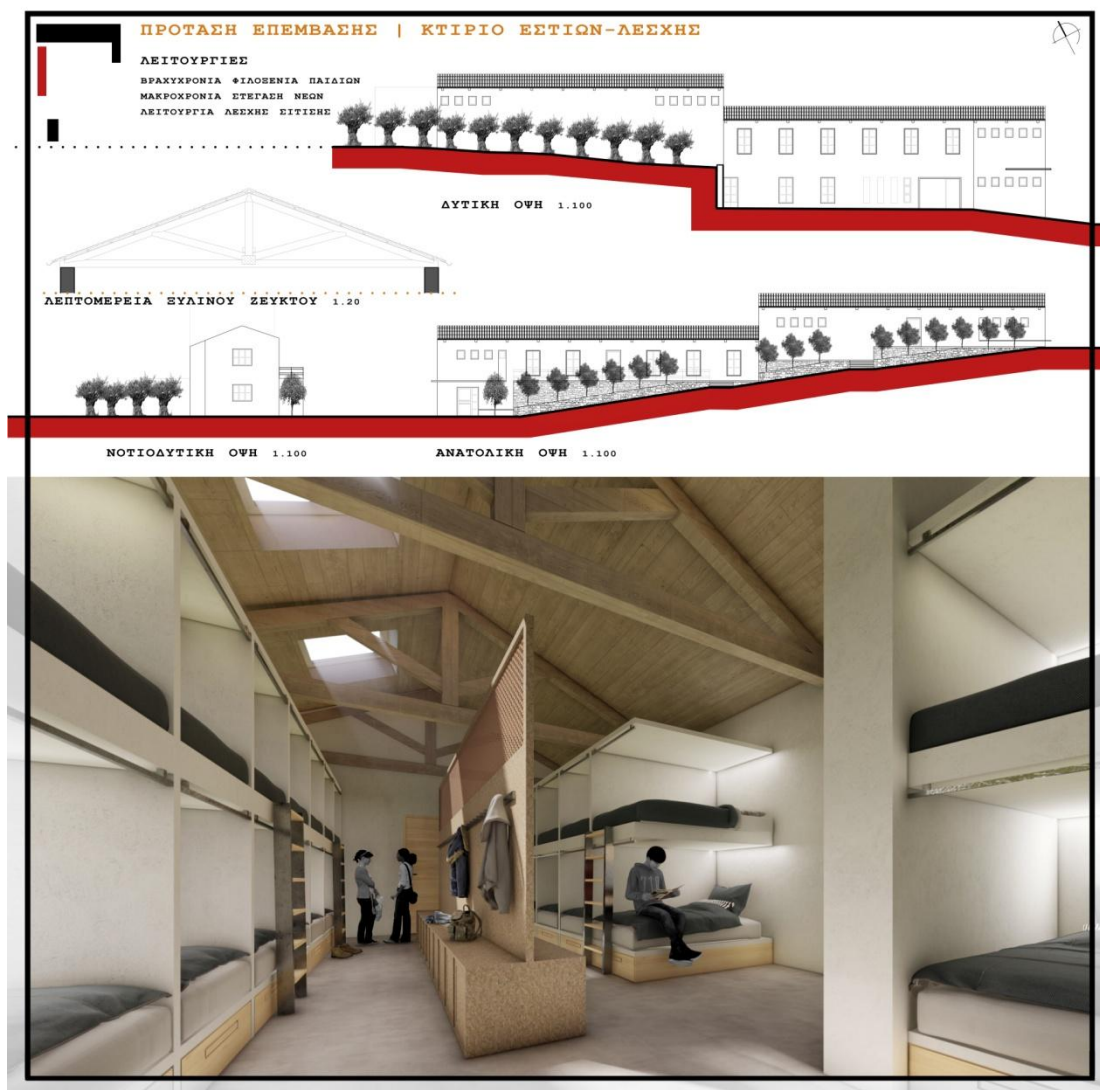 ΠΡΟΤΑΣΗ ΕΠΕΜΒΑΣΗΣ | ΚΤΙΡΙΟ ΕΣΤΙΩΝ-ΛΕΣΧΗΣ
ΛΕΙΤΟΥΡΓΙΕΣ
ΒΡΑΧΥΧΡΟΝΙΑ ΦΙΛΟΞΕΝΙΑ ΠΑΙΔΙΩΝ
ΜΑΚΡΟΧΡΟΝΙΑ ΣΤΕΓΑΣΗ ΝΕΩΝ
ΛΕΙΤΟΥΡΓΙΑ ΛΕΣΧΗΣ ΣΙΤΙΣΗΣ
ΔΥΤΙΚΗ ΟΨΗ 1.100
ΛΕΠΤΟΜΕΡΕΙΑ ΞΥΛΙΝΟΥ ΖΕΥΚΤΟΥ 1.20
ΝΟΤΙΟΔΥΤΙΚΗ ΟΨΗ 1.100
ΑΝΑΤΟΛΙΚΗ ΟΨΗ 1.100